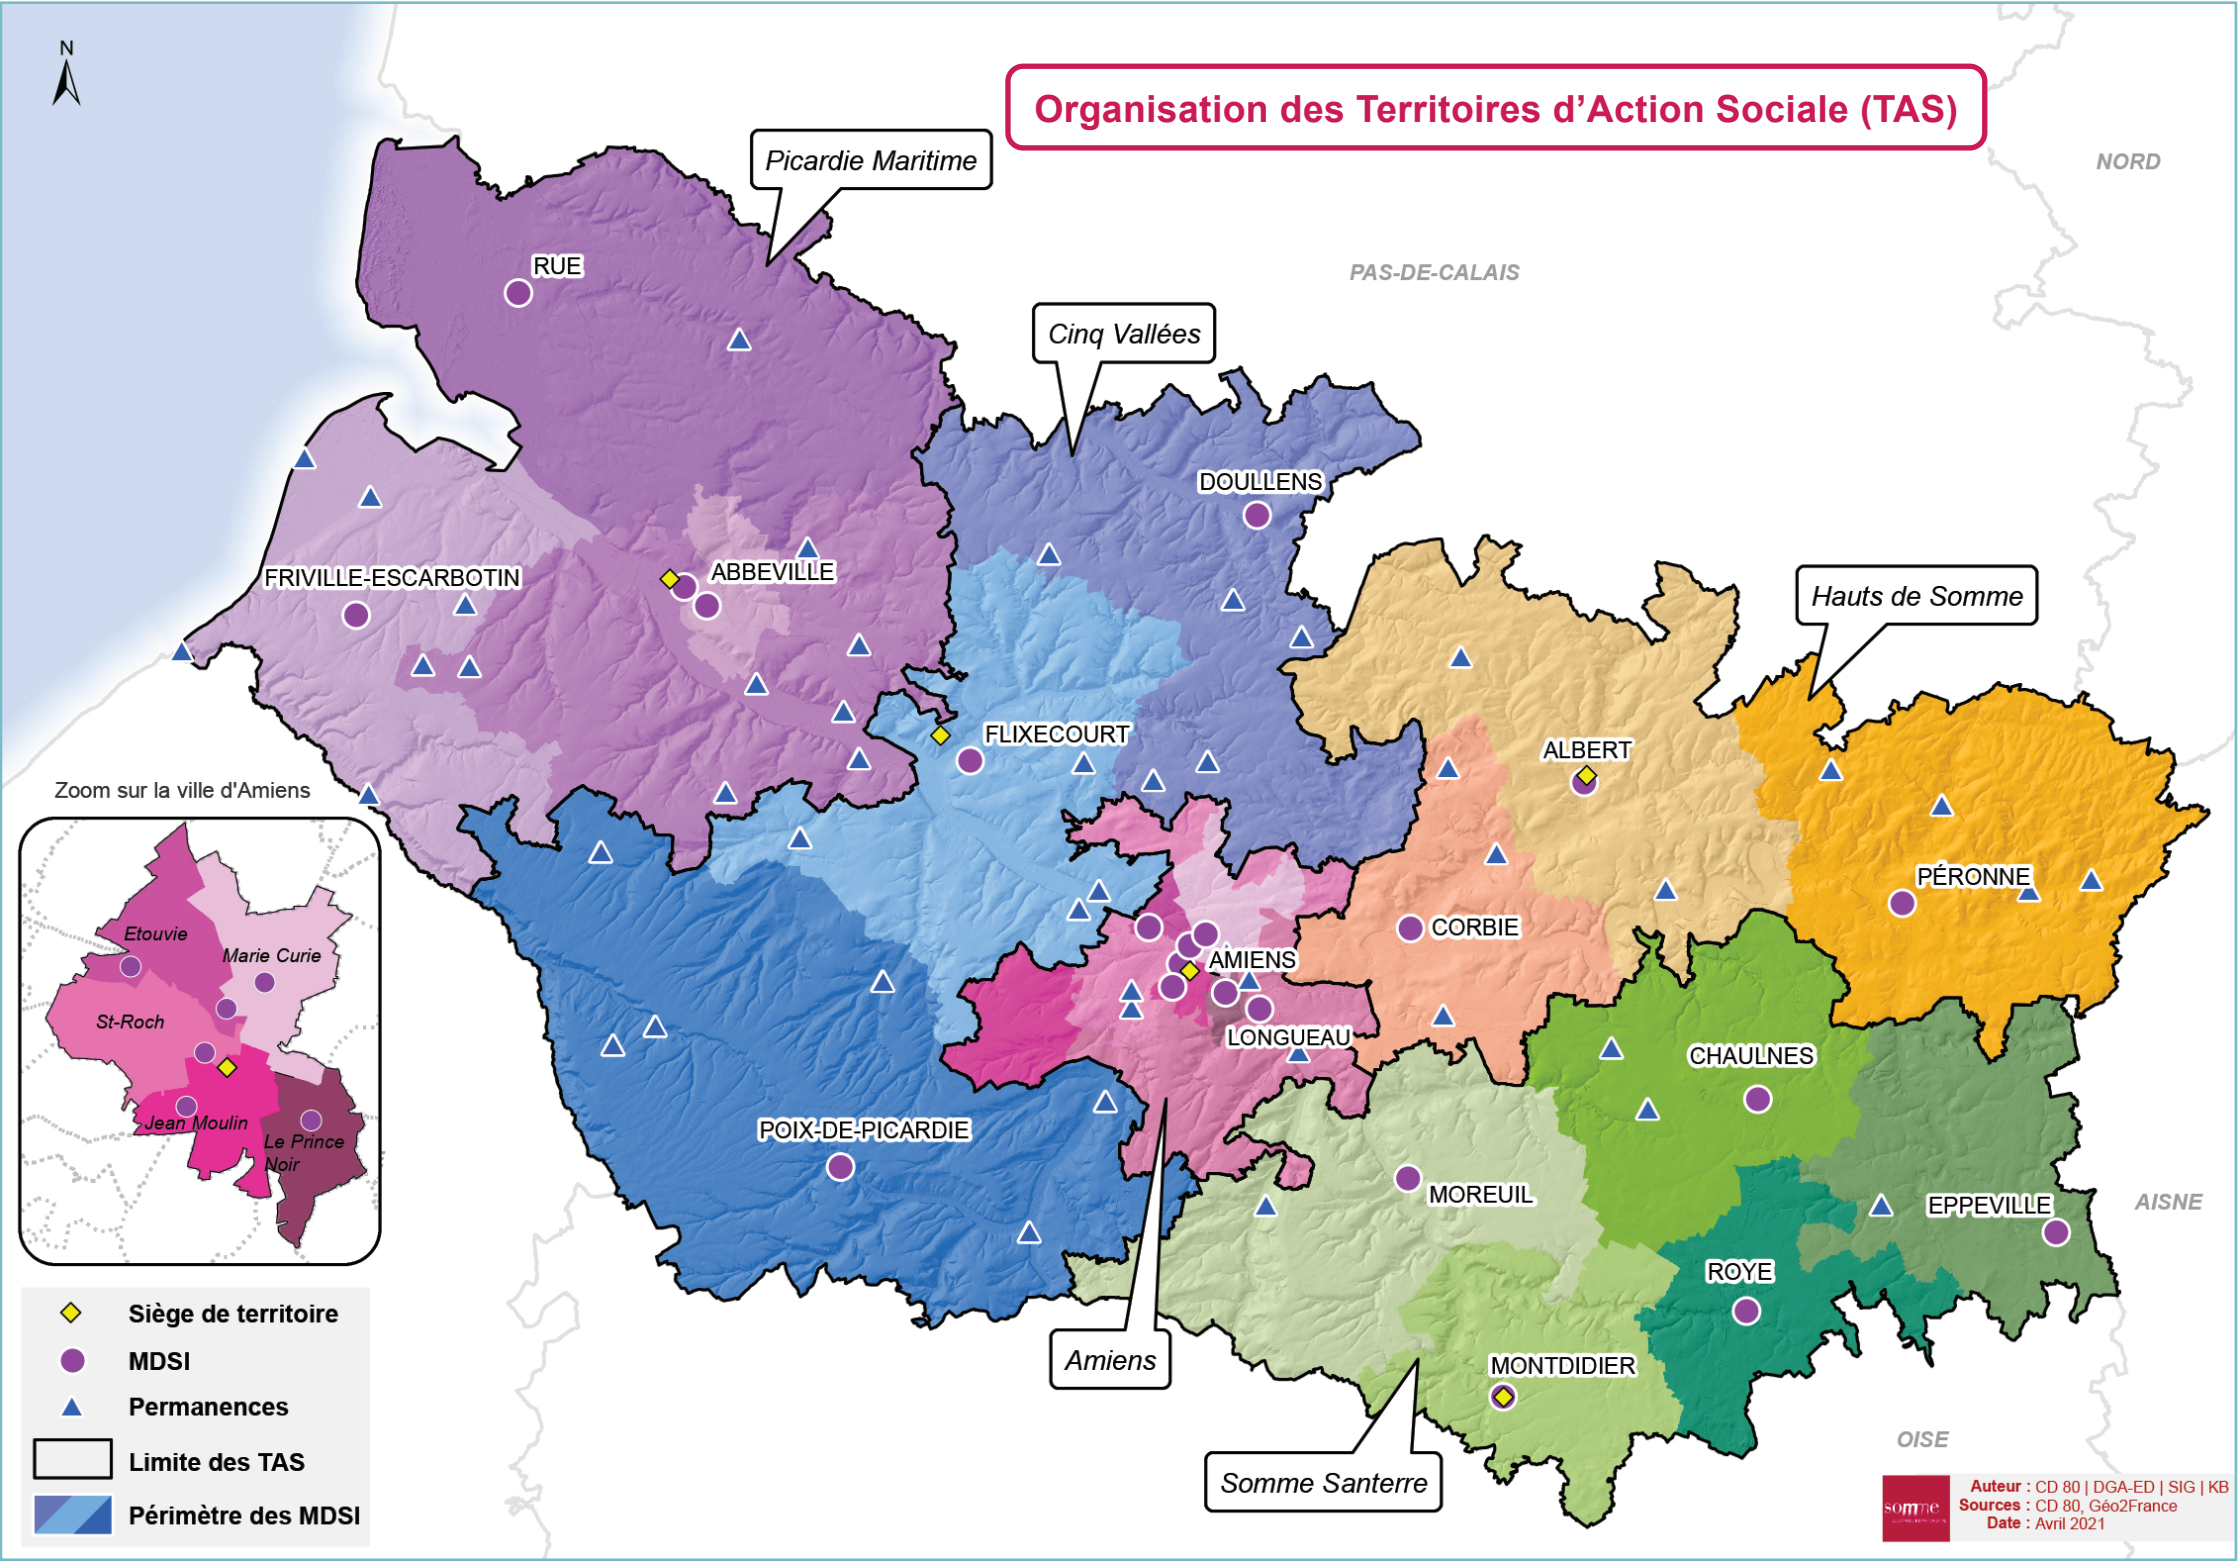 N
Organisation des Territoires d’Action Sociale (TAS)
NORD
Picardie Maritime
RUE
PAS-DE-CALAIS
Cinq Vallées
DOULLENS
FRIVILLE-ESCARBOTIN
ABBEVILLE
Hauts de Somme
FLIXECOURT
ALBERT
PÉRONNE
CORBIE
AMIENS
LONGUEAU
CHAULNES
POIX-DE-PICARDIE
MOREUIL
EPPEVILLE
AISNE
ROYE
Amiens
MONTDIDIER
Somme Santerre
OISE
Zoom sur la ville d'Amiens
Etouvie
Marie Curie
St-Roch
Jean Moulin
Le Prince
Noir
Siège de territoire
MDSI
Permanences
Limite des TAS
Périmètre des MDSI
somme
Auteur : CD 80 | DGA-ED | SIG | KB
Sources : CD 80, Géo2France
Date : Avril 2021